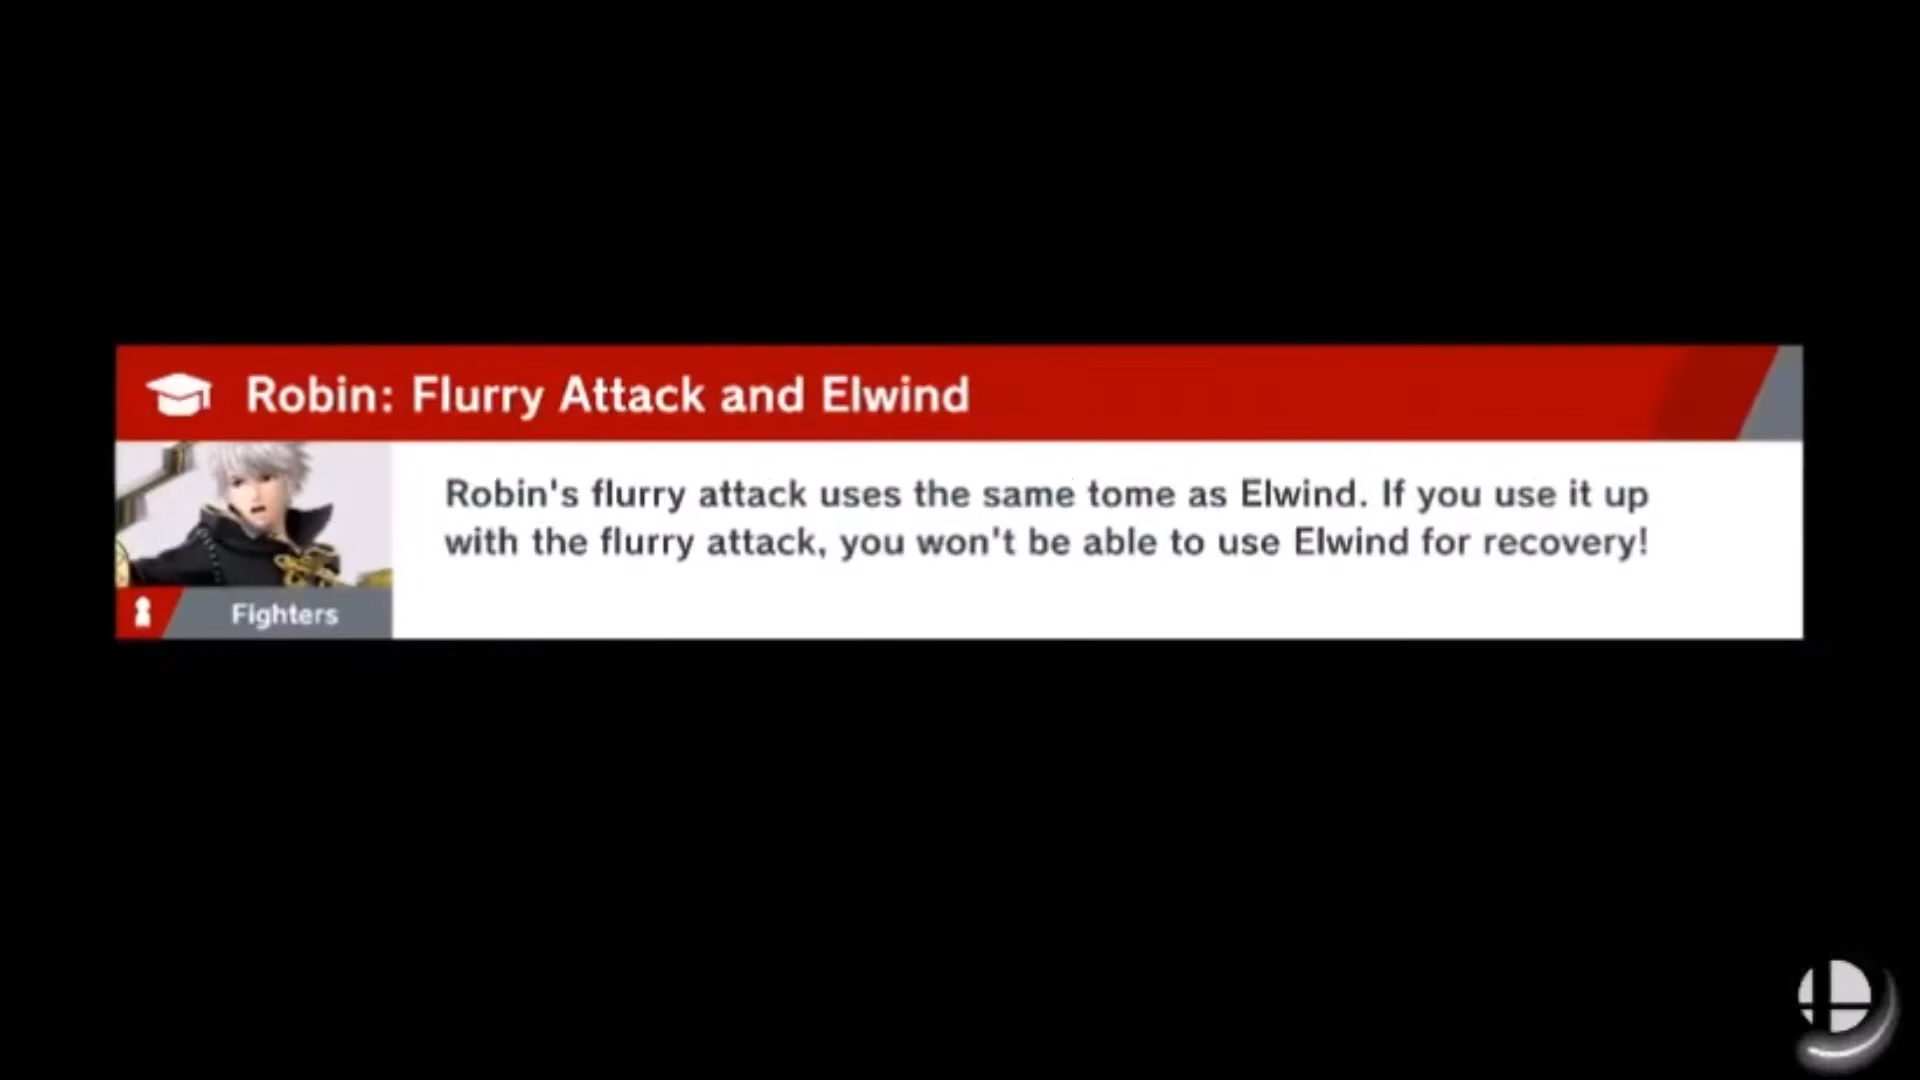 Robin: Flurry Attack and Elwind
Robin's flurry attack uses the same tome as Elwind. If you use it up
with the flurry attack, you won't be able to use Elwind for recovery!
Fighters